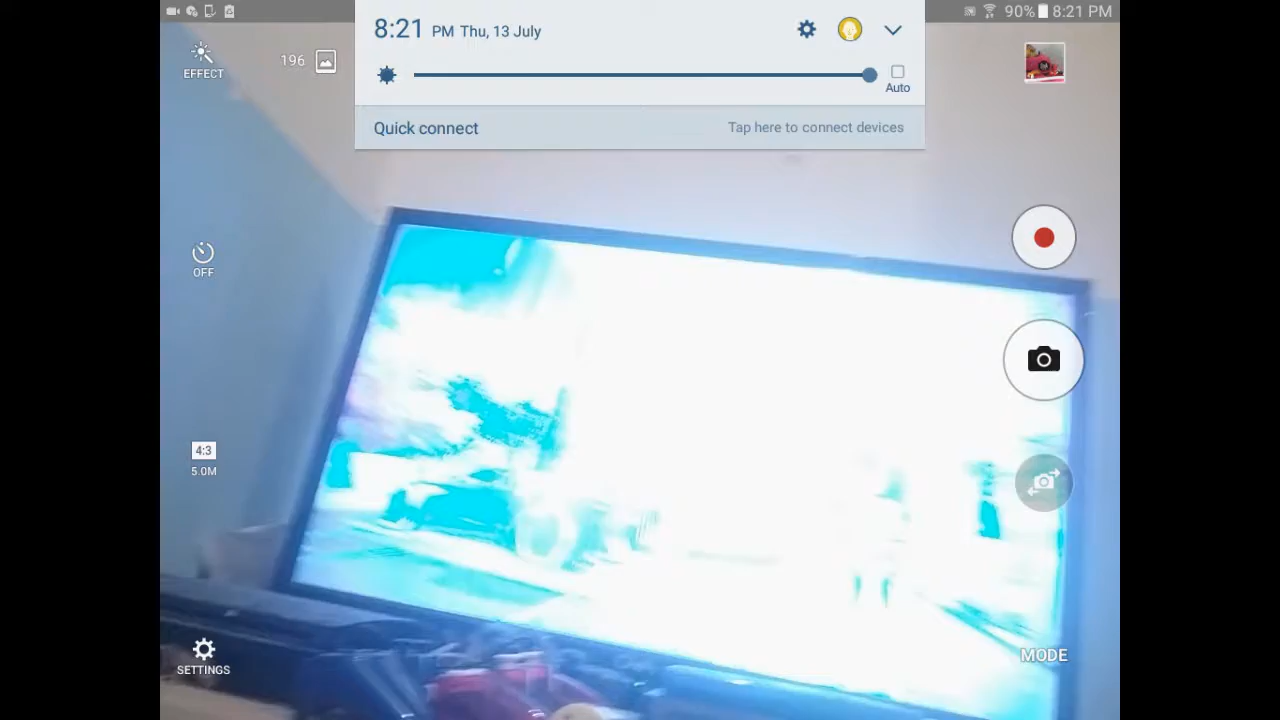 90% 8:21 PM
8:21 PM Thu, 13 July
Auto
Quick connect
Tap here to connect devices
EFFECT
196
OFF
4:3
5.0M
SETTINGS
MODE